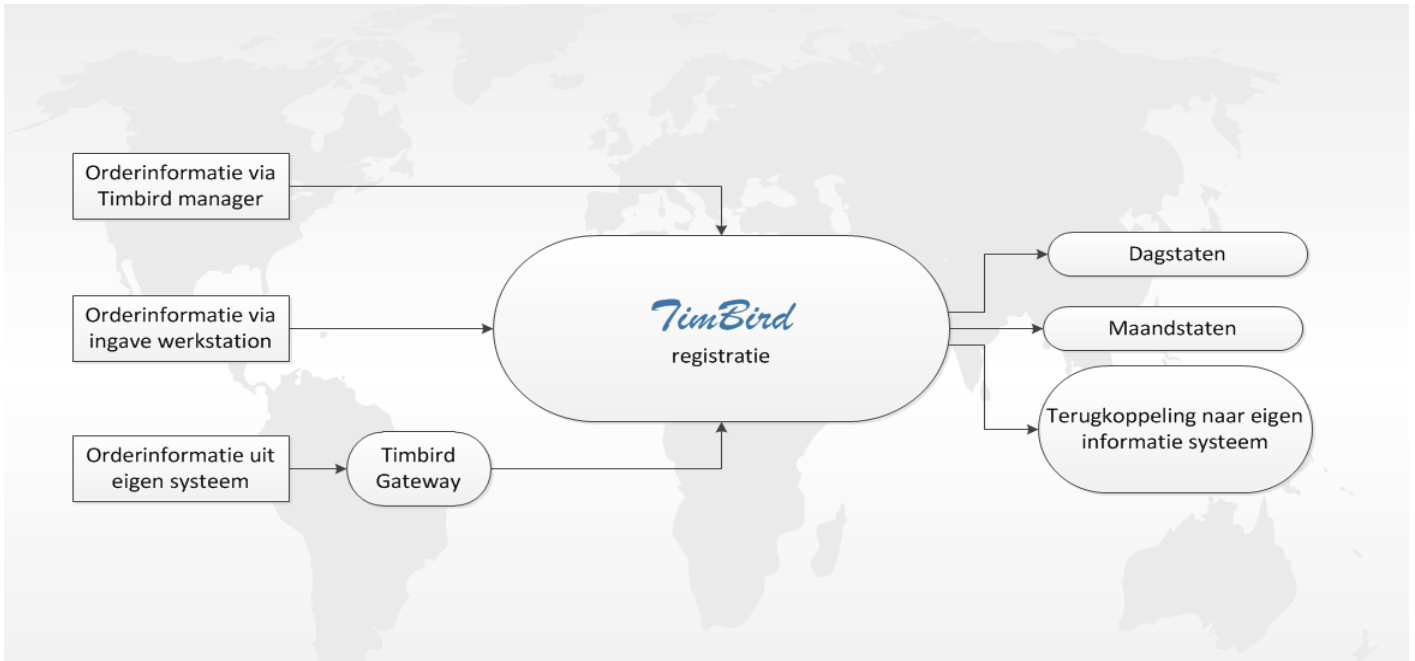 Orderinformatie via
Timbird manager
Orderinformatie via
ingave werkstation
Orderinformatie uit
eigen systeem
Timbird
Gateway
TimBird
registratie
Dagstaten
Maandstaten
Terugkoppeling naar eigen
informatie systeem